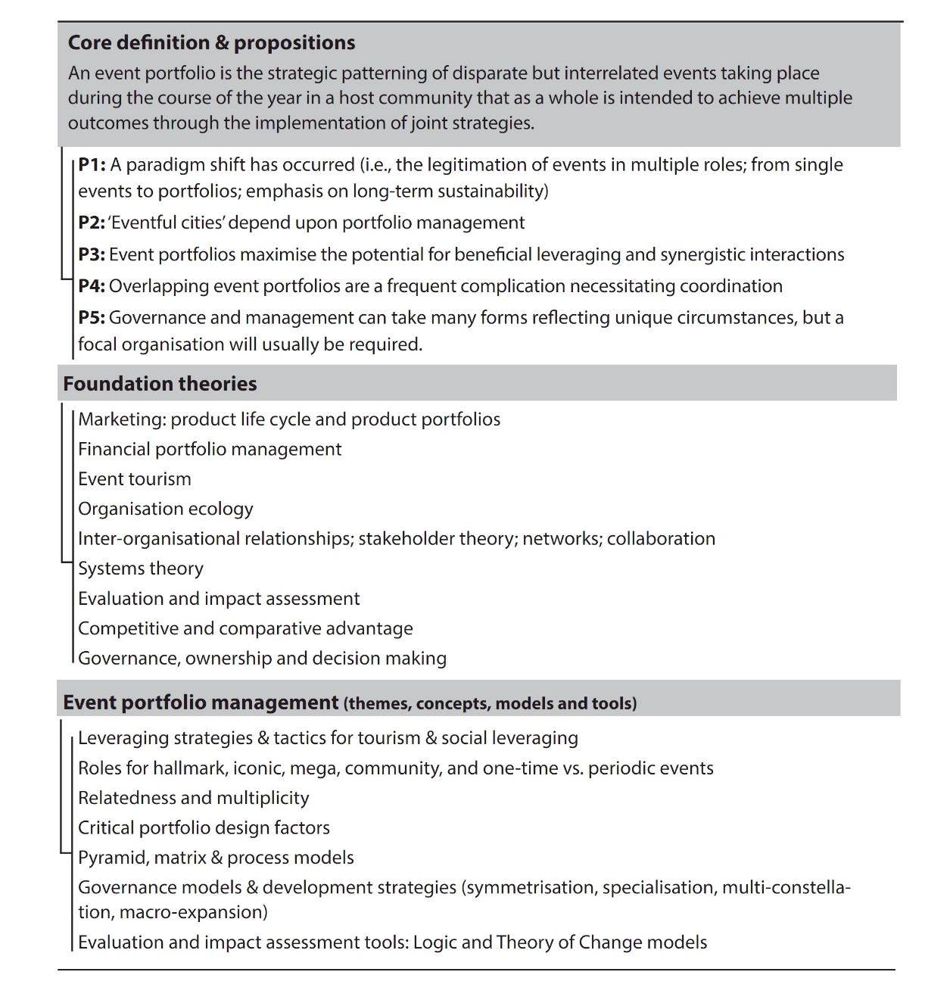 Core definition & propositions
An event portfolio is the strategic patterning of disparate but interrelated events taking place
during the course of the year in a host community that as a whole is intended to achieve multiple
outcomes through the implementation of joint strategies.
P1: A paradigm shift has occurred (i.e., the legitimation of events in multiple roles; from single
events to portfolios; emphasis on long-term sustainability)
P2: ‘Eventful cities’ depend upon portfolio management
P3: Event portfolios maximise the potential for beneficial leveraging and synergistic interactions
P4: Overlapping event portfolios are a frequent complication necessitating coordination
P5: Governance and management can take many forms reflecting unique circumstances, but a
focal organisation will usually be required.
Foundation theories
Marketing: product life cycle and product portfolios
Financial portfolio management
Event tourism
Organisation ecology
Inter-organisational relationships; stakeholder theory; networks; collaboration
Systems theory
Evaluation and impact assessment
Competitive and comparative advantage
Governance, ownership and decision making
Event portfolio management (themes, concepts, models and tools)
Leveraging strategies & tactics for tourism & social leveraging
Roles for hallmark, iconic, mega, community, and one-time vs. periodic events
Relatedness and multiplicity
Critical portfolio design factors
Pyramid, matrix & process models
Governance models & development strategies (symmetrisation, specialisation, multi-constella-
tion, macro-expansion)
Evaluation and impact assessment tools: Logic and Theory of Change models